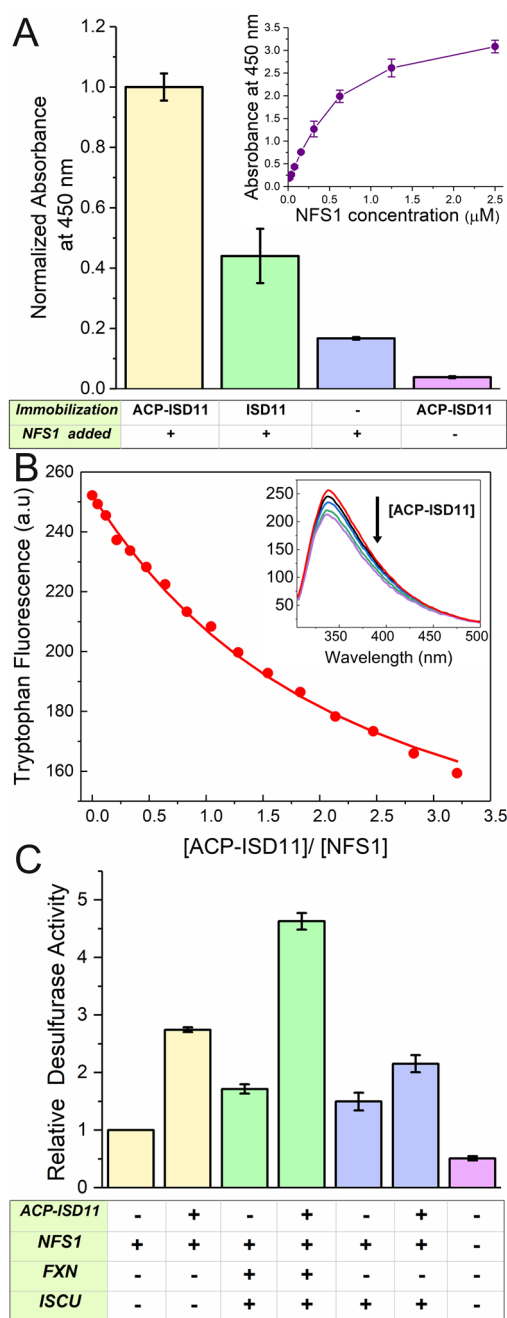 A
Normalized Absorbance
at 450 nm
1.2
1.0
0.8
0.6
0.4
0.2
0.0
Absrobance at 450 nm
3.5
3.0
2.5
2.0
1.5
1.0
0.5
0.0
0.0 0.5 1.0 1.5 2.0 2.5
NFS1 concentration (μM)
Immobilization ACP-ISD11 ISD11 - ACP-ISD11
NFS1 added + + + -
B
Tryptophan Fluorescence (a.u)
260
240
220
200
180
160
[ACP-ISD11]
250
200
150
100
50
350 400 450 500
Wavelength (nm)
0.0 0.5 1.0 1.5 2.0 2.5 3.0 3.5
[ACP-ISD11]/ [NFS1]
C
Relative Desulfurase Activity
5
4
3
2
1
0
ACP-ISD11 - + - + - + -
NFS1 + + + + + + -
FXN - - + + - - -
ISCU - - + + + + -